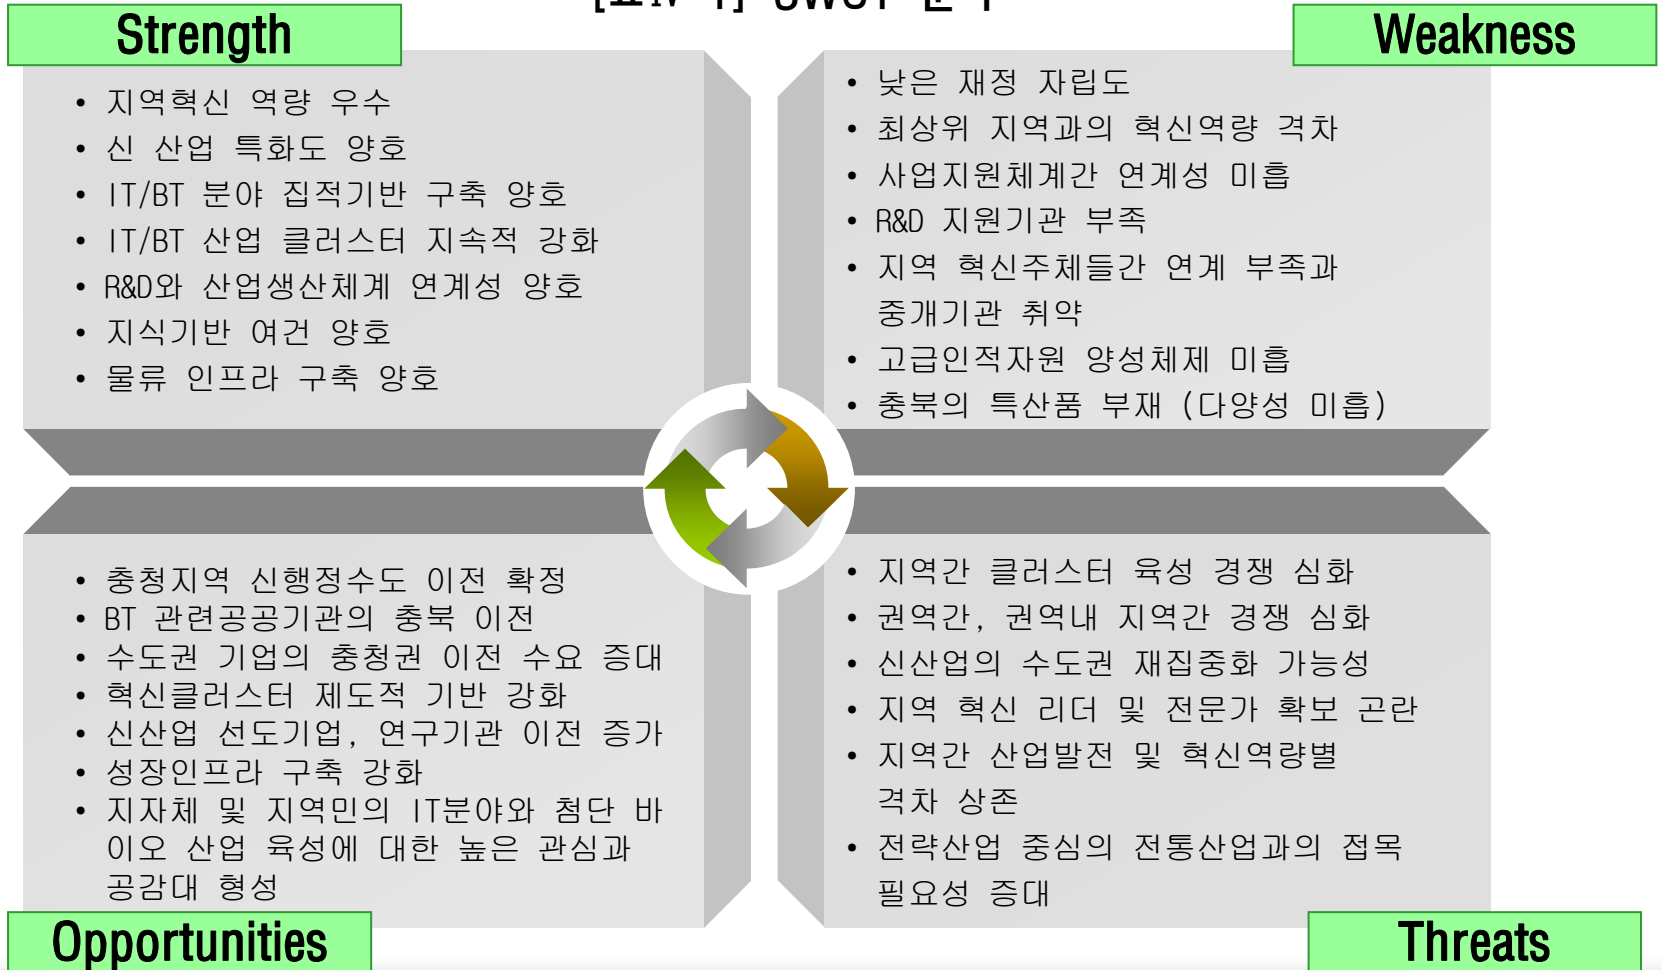 Strength
• 지역혁신 역량 우수
• 신 산업 특화도 양호
• IT/BT 분야 집적기반 구축 양호
• IT/BT 산업 클러스터 지속적 강화
• R&D와 산업생산체계 연계성 양호
• 지식기반 여건 양호
• 물류 인프라 구축 양호
Weakness
• 낮은 재정 자립도
• 최상위 지역과의 혁신역량 격차
• 사업지원체계간 연계성 미흡
• R&D 지원기관 부족
• 지역 혁신주체들간 연계 부족과
중개기관 취약
• 고급인적자원 양성체제 미흡
• 충북의 특산품 부재 (다양성 미흡)
• 충청지역 신행정수도 이전 확정
• BT 관련공공기관의 충북 이전
• 수도권 기업의 충청권 이전 수요 증대
• 혁신클러스터 제도적 기반 강화
• 신산업 선도기업, 연구기관 이전 증가
• 성장인프라 구축 강화
• 지자체 및 지역민의 IT분야와 첨단 바
이오 산업 육성에 대한 높은 관심과
공감대 형성
Opportunities
• 지역간 클러스터 육성 경쟁 심화
• 권역간, 권역내 지역간 경쟁 심화
• 신산업의 수도권 재집중화 가능성
• 지역 혁신 리더 및 전문가 확보 곤란
• 지역간 산업발전 및 혁신역량별
격차 상존
• 전략산업 중심의 전통산업과의 접목
필요성 증대
Threats